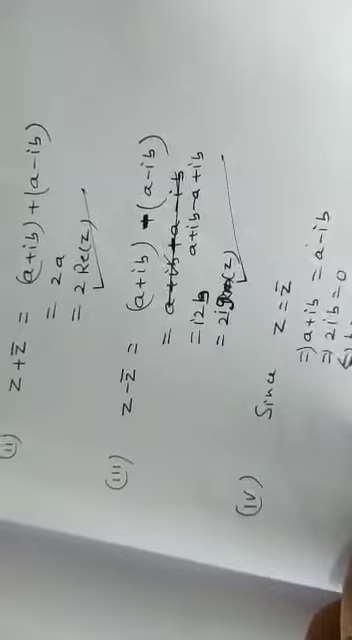 (ii) z + z̄ = (a+ib) + (a-ib)
= 2a
= 2 Re(z)
(iii) z - z̄ = (a+ib) - (a-ib)
= a+ib-a+ib
= i2b
= 2i (z)
(iv) Since z = z̄
⇒ a+ib = a-ib
⇒ 2ib = 0